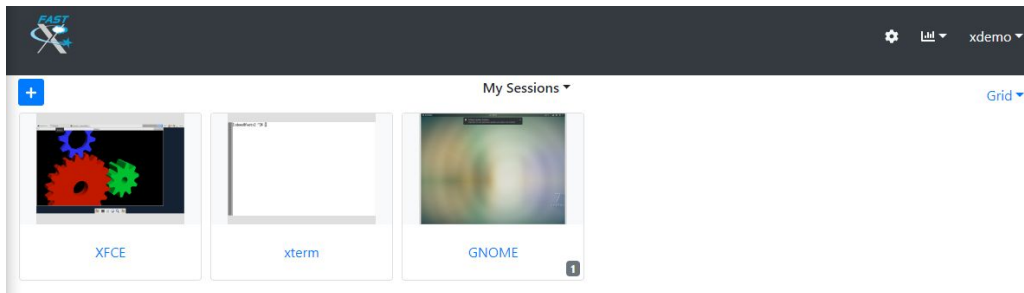 FAST
X
xdemo
+
My Sessions
Grid
XFCE
xterm
GNOME
1